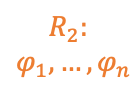 R₂:
φ₁, ..., φₙ